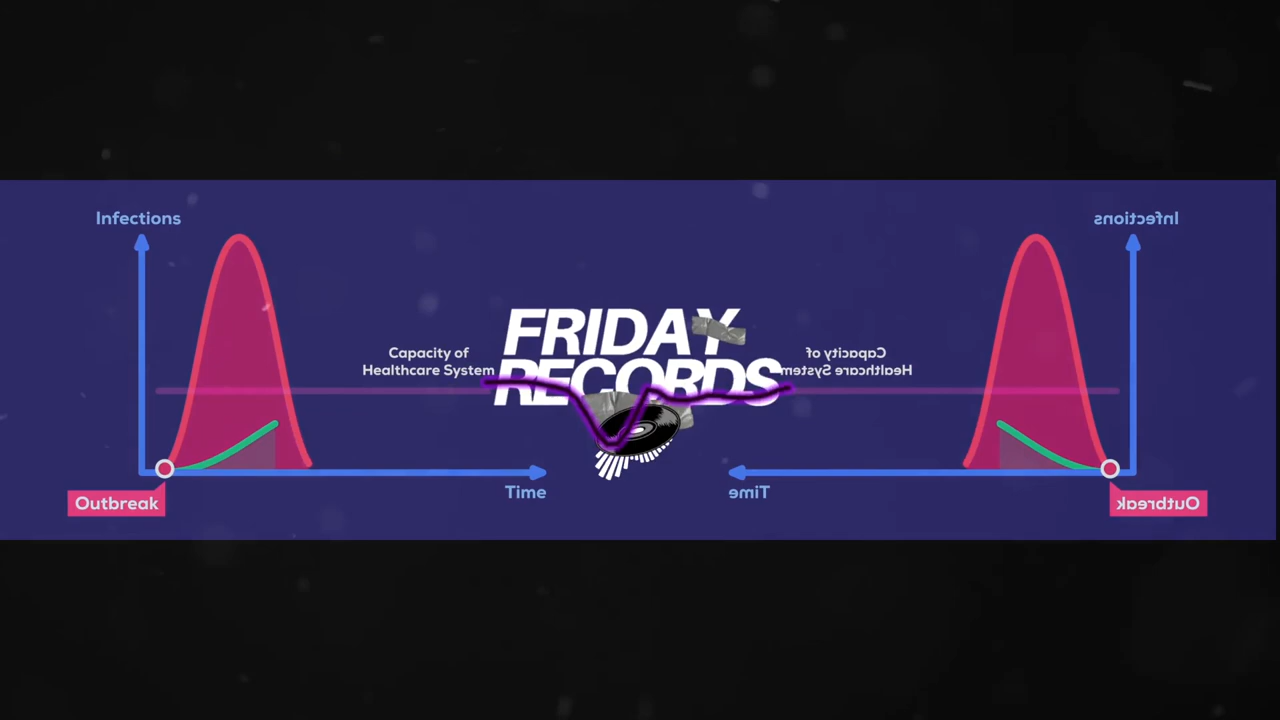 Infections
Infections
FRIDAY
RECORDS
Capacity of
Healthcare System
Capacity of
Healthcare System
Time
Time
Outbreak
Outbreak